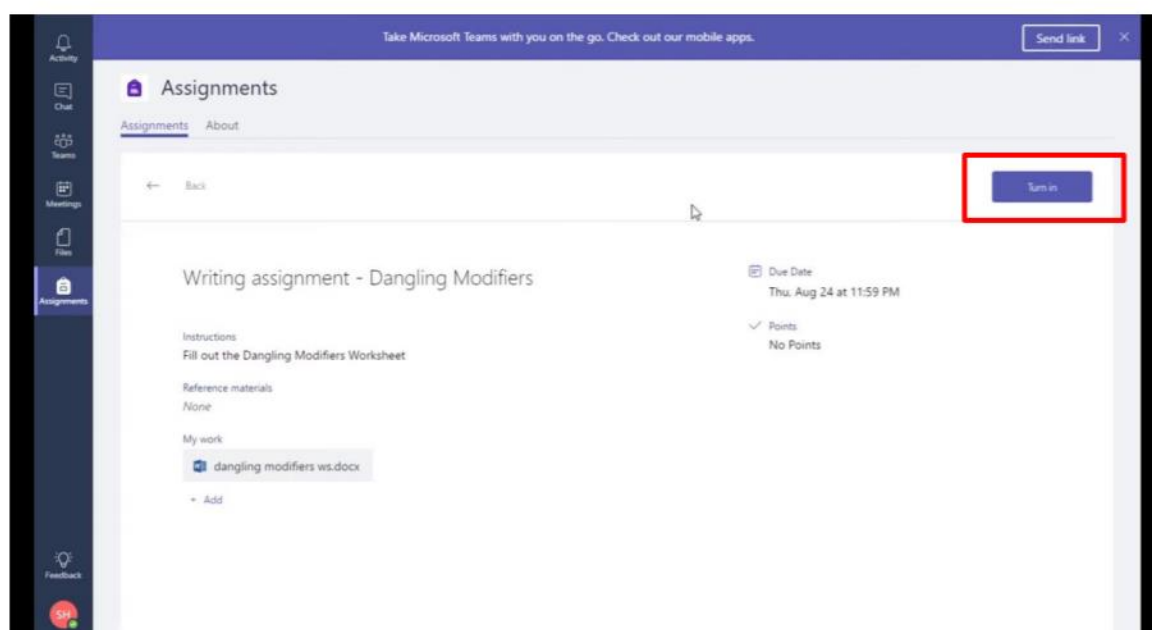 Take Microsoft Teams with you on the go. Check out our mobile apps.
Send link
Activity
Chat
Teams
Meetings
Files
Assignments
Feedback
SH
Assignments
Assignments About
Back
Turn in
Writing assignment - Dangling Modifiers
Instructions
Fill out the Dangling Modifiers Worksheet
Reference materials
None
My work
dangling modifiers ws.docx
+ Add
Due Date
Thu, Aug 24 at 11:59 PM
Points
No Points